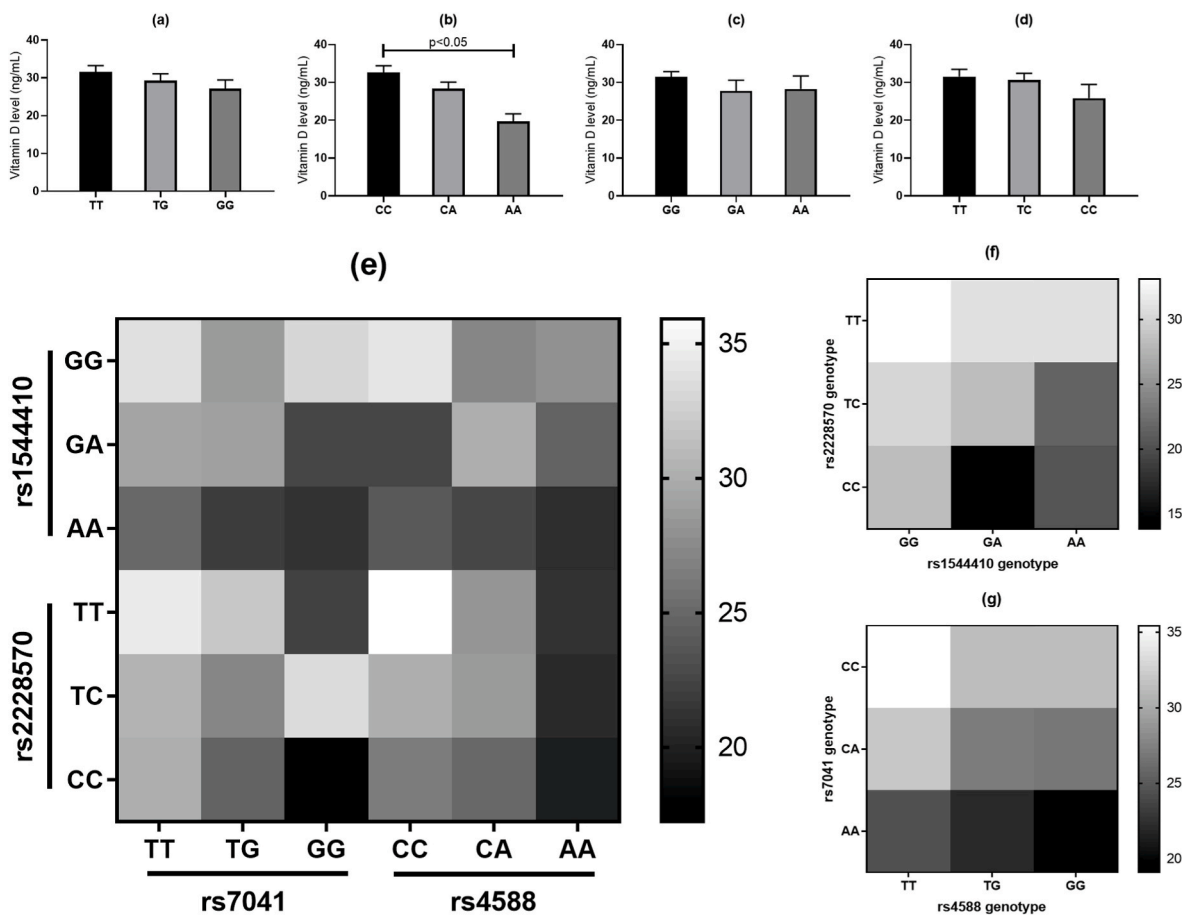 (a)
Vitamin D level (ng/mL)
40
30
20
10
0
TT TG GG
(b)
Vitamin D level (ng/mL)
40
30
20
10
0
p<0.05
CC CA AA
(c)
Vitamin D level (ng/mL)
40
30
20
10
0
GG GA AA
(d)
Vitamin D level (ng/mL)
40
30
20
10
0
TT TC CC
(e)
rs1544410
GG
GA
AA
rs2228570
TT
TC
CC
TT TG GG CC CA AA
rs7041 rs4588
35
30
25
20
(f)
rs2228570 genotype
TT
TC
CC
GG GA AA
rs1544410 genotype
30
25
20
15
(g)
rs7041 genotype
CC
CA
AA
TT TG GG
rs4588 genotype
35
30
25
20